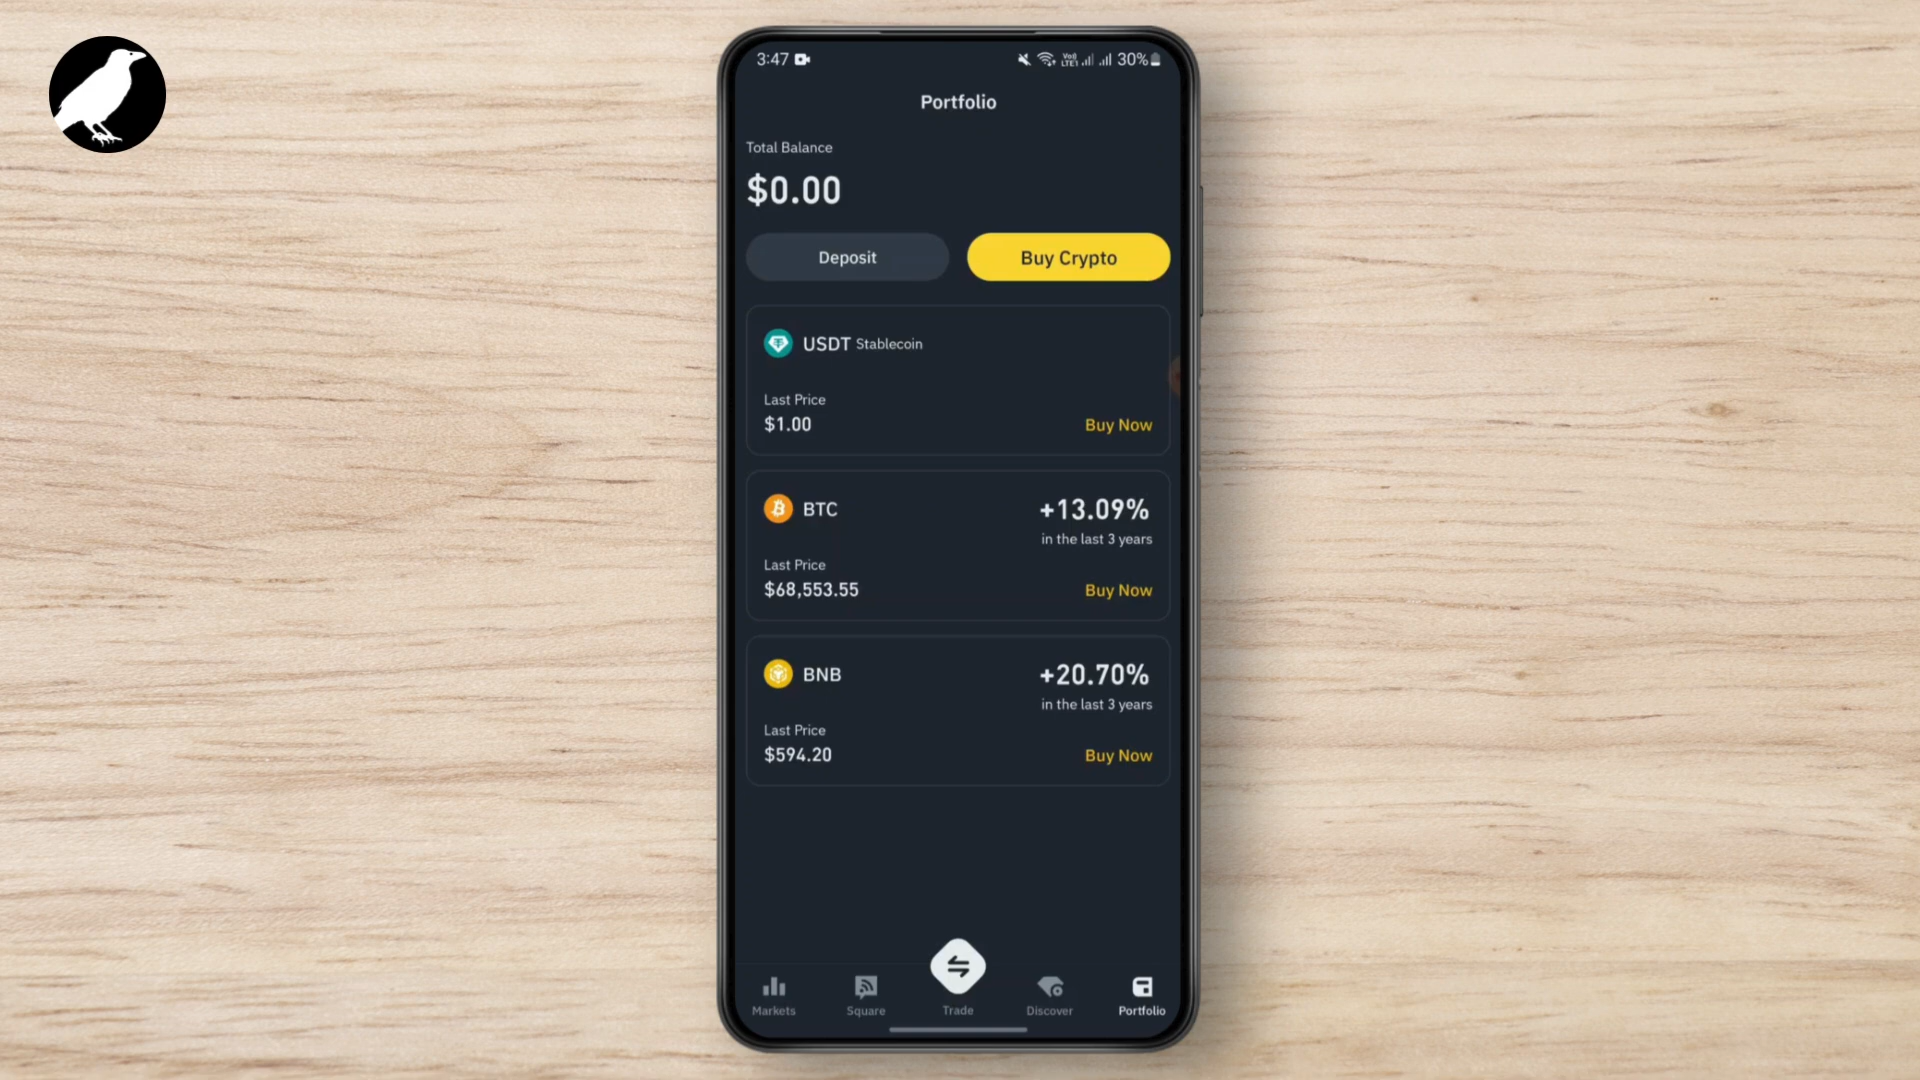 3:47
30%
Portfolio
Total Balance
$0.00
Deposit
Buy Crypto
USDT Stablecoin
Last Price
$1.00
Buy Now
BTC
+13.09%
in the last 3 years
Last Price
$68,553.55
Buy Now
BNB
+20.70%
in the last 3 years
Last Price
$594.20
Buy Now
Markets
Square
Trade
Discover
Portfolio